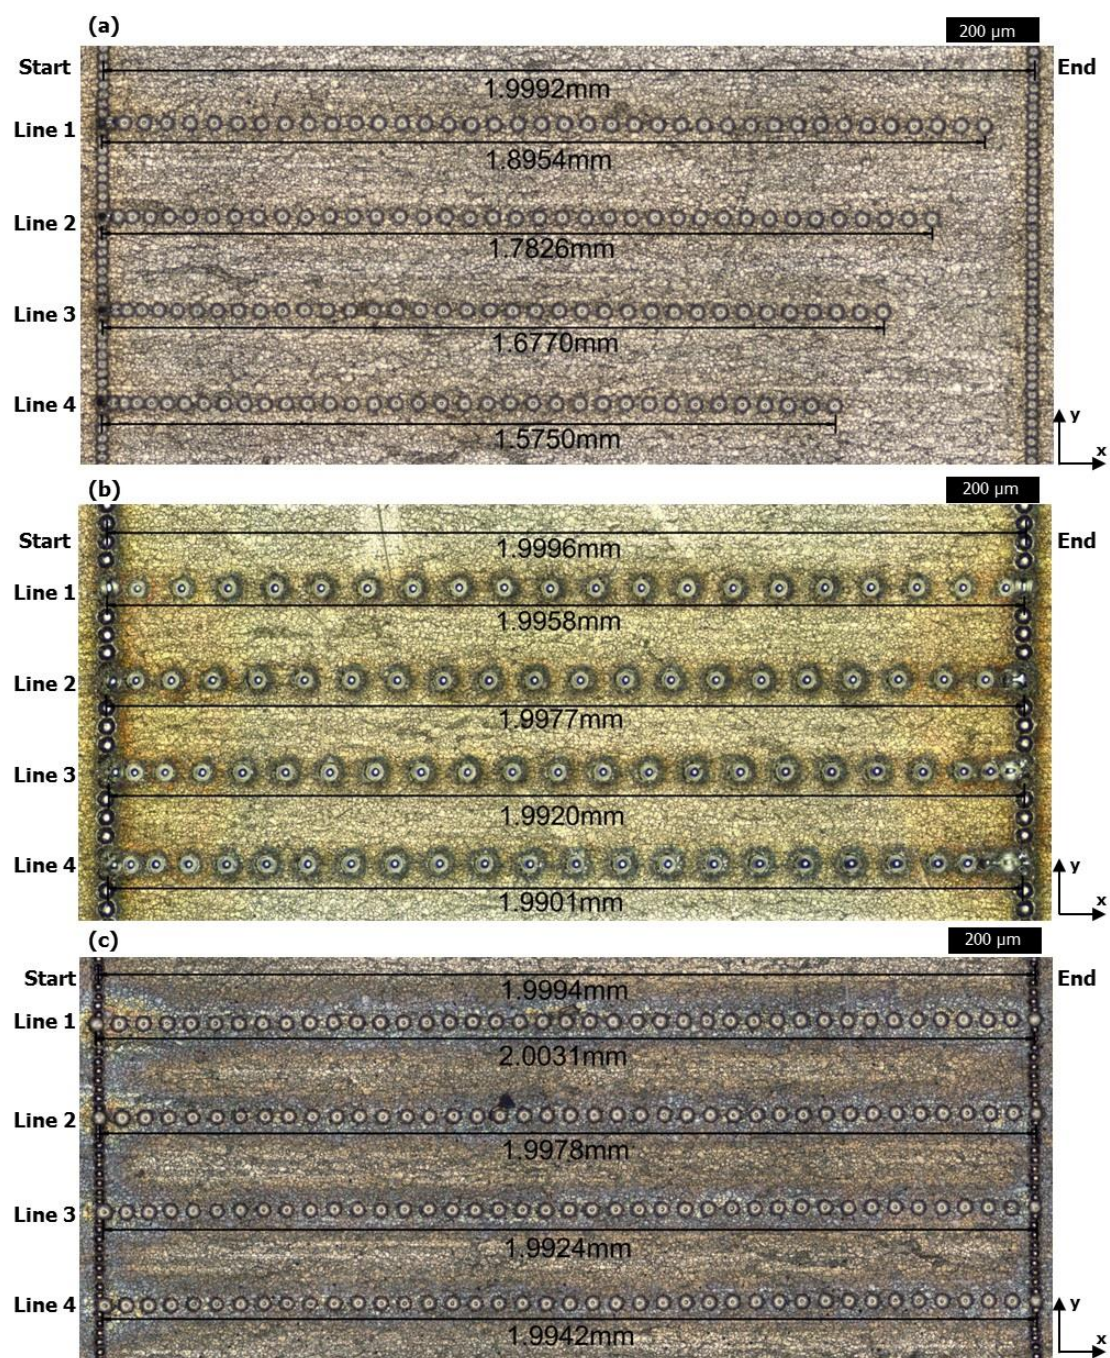 (a)
200 µm
Start
End
1.9992mm
Line 1
1.8954mm
Line 2
1.7826mm
Line 3
1.6770mm
Line 4
1.5750mm
y
x
(b)
200 µm
Start
End
1.9996mm
Line 1
1.9958mm
Line 2
1.9977mm
Line 3
1.9920mm
Line 4
1.9901mm
y
x
(c)
200 µm
Start
End
1.9994mm
Line 1
2.0031mm
Line 2
1.9978mm
Line 3
1.9924mm
Line 4
1.9942mm
y
x